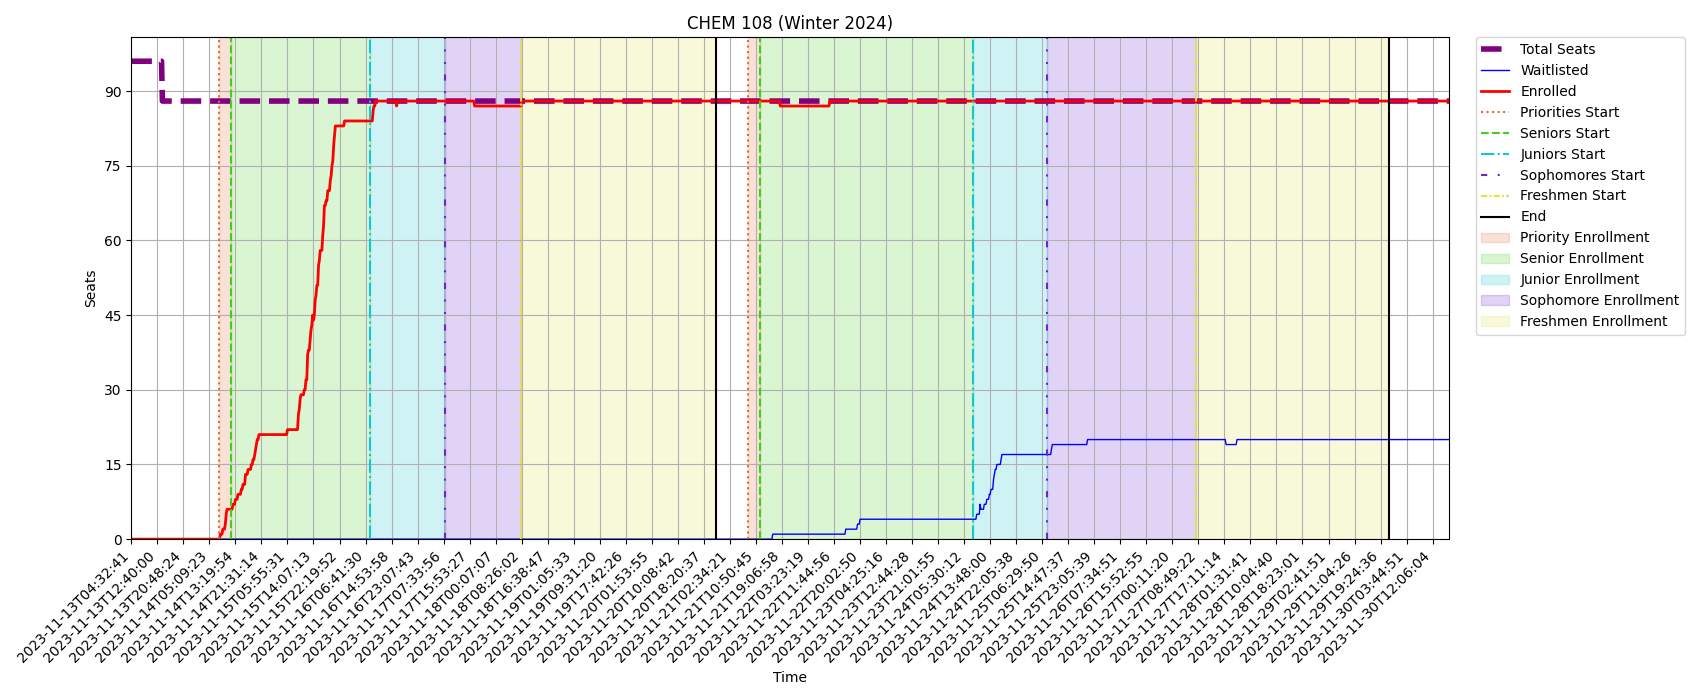 CHEM 108 (Winter 2024)
Total Seats
Waitlisted
Enrolled
Priorities Start
Seniors Start
Juniors Start
Sophomores Start
Freshmen Start
End
Priority Enrollment
Senior Enrollment
Junior Enrollment
Sophomore Enrollment
Freshmen Enrollment
Seats
90
75
60
45
30
15
0
2023-11-13T04:32:41
2023-11-13T12:40:00
2023-11-13T20:48:24
2023-11-14T05:09:23
2023-11-14T13:19:54
2023-11-14T21:31:14
2023-11-15T05:55:31
2023-11-15T14:07:13
2023-11-15T22:19:52
2023-11-16T06:41:30
2023-11-16T14:53:58
2023-11-16T23:07:43
2023-11-17T07:33:56
2023-11-17T15:53:27
2023-11-18T00:07:07
2023-11-18T08:26:02
2023-11-18T16:38:47
2023-11-19T01:05:33
2023-11-19T09:31:20
2023-11-19T17:42:26
2023-11-20T01:53:55
2023-11-20T10:08:42
2023-11-20T18:20:37
2023-11-21T02:34:21
2023-11-21T10:50:45
2023-11-21T19:06:58
2023-11-22T03:23:19
2023-11-22T11:44:56
2023-11-22T20:02:50
2023-11-23T04:25:16
2023-11-23T12:44:28
2023-11-23T21:01:55
2023-11-24T05:30:12
2023-11-24T13:48:00
2023-11-24T22:05:38
2023-11-25T06:29:50
2023-11-25T14:47:37
2023-11-25T23:05:39
2023-11-26T07:34:51
2023-11-26T15:52:55
2023-11-27T00:11:20
2023-11-27T08:49:22
2023-11-27T17:11:14
2023-11-28T01:31:41
2023-11-28T10:04:40
2023-11-28T18:23:01
2023-11-29T02:41:51
2023-11-29T11:04:26
2023-11-29T19:24:36
2023-11-30T03:44:51
2023-11-30T12:06:04
Time